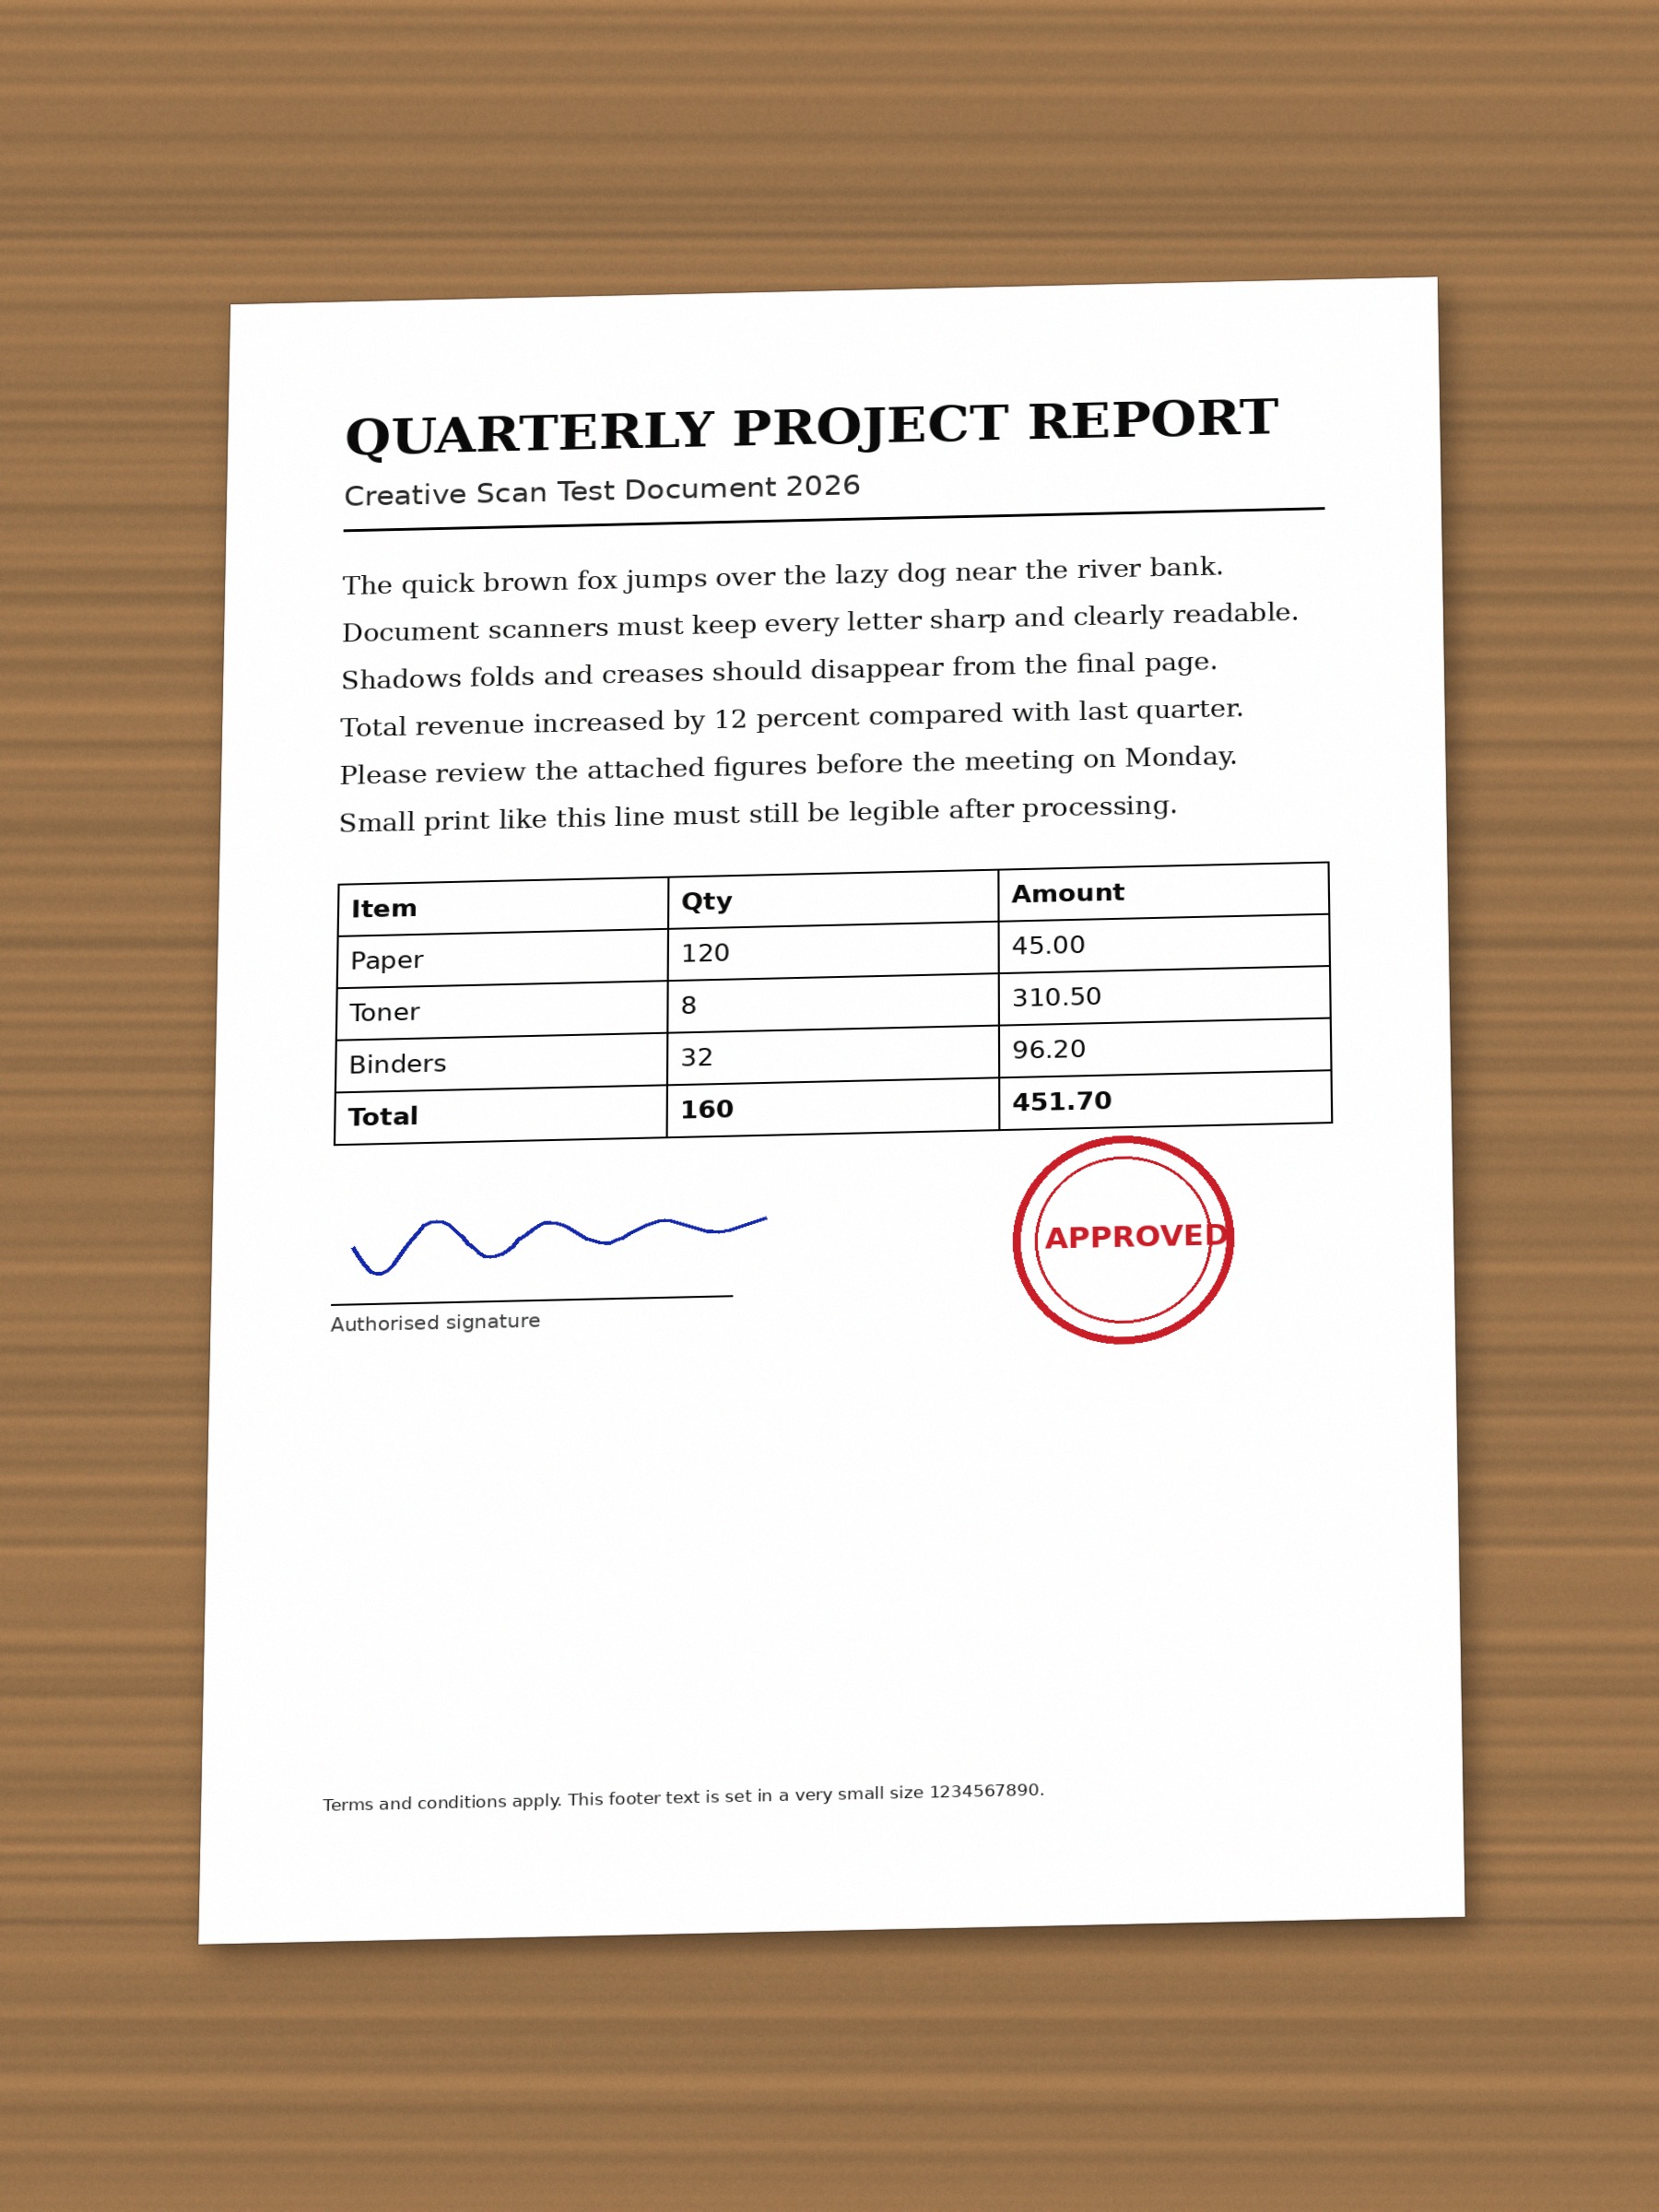 QUARTERLY PROJECT REPORT
Creative Scan Test Document 2026
The quick brown fox jumps over the lazy dog near the river bank.
Document scanners must keep every letter sharp and clearly readable.
Shadows folds and creases should disappear from the final page.
Total revenue increased by 12 percent compared with last quarter.
Please review the attached figures before the meeting on Monday.
Small print like this line must still be legible after processing.
Item Qty Amount
Paper 120 45.00
Toner 8 310.50
Binders 32 96.20
Total 160 451.70
APPROVED
Authorised signature
Terms and conditions apply. This footer text is set in a very small size 1234567890.